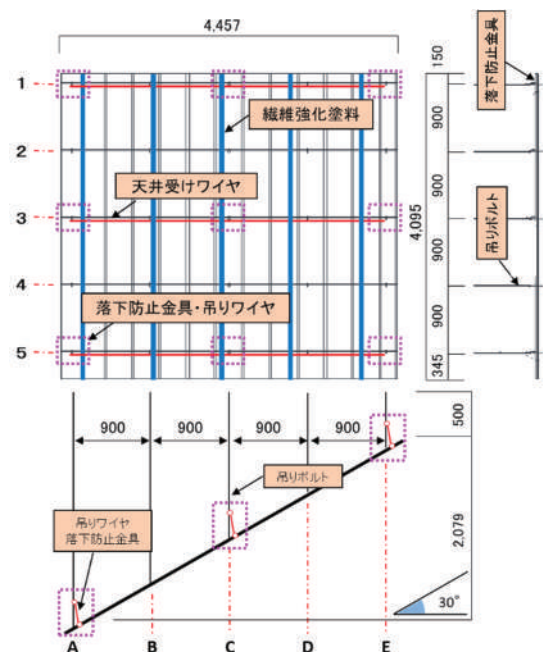 4,457
1
2
3
4
5
繊維強化塗料
天井受けワイヤ
落下防止金具・吊りワイヤ
150
900
900
900
900
345
4,095
落下防止金具
吊りボルト
900
900
900
900
吊りボルト
吊りワイヤ
落下防止金具
500
2,079
30°
A
B
C
D
E